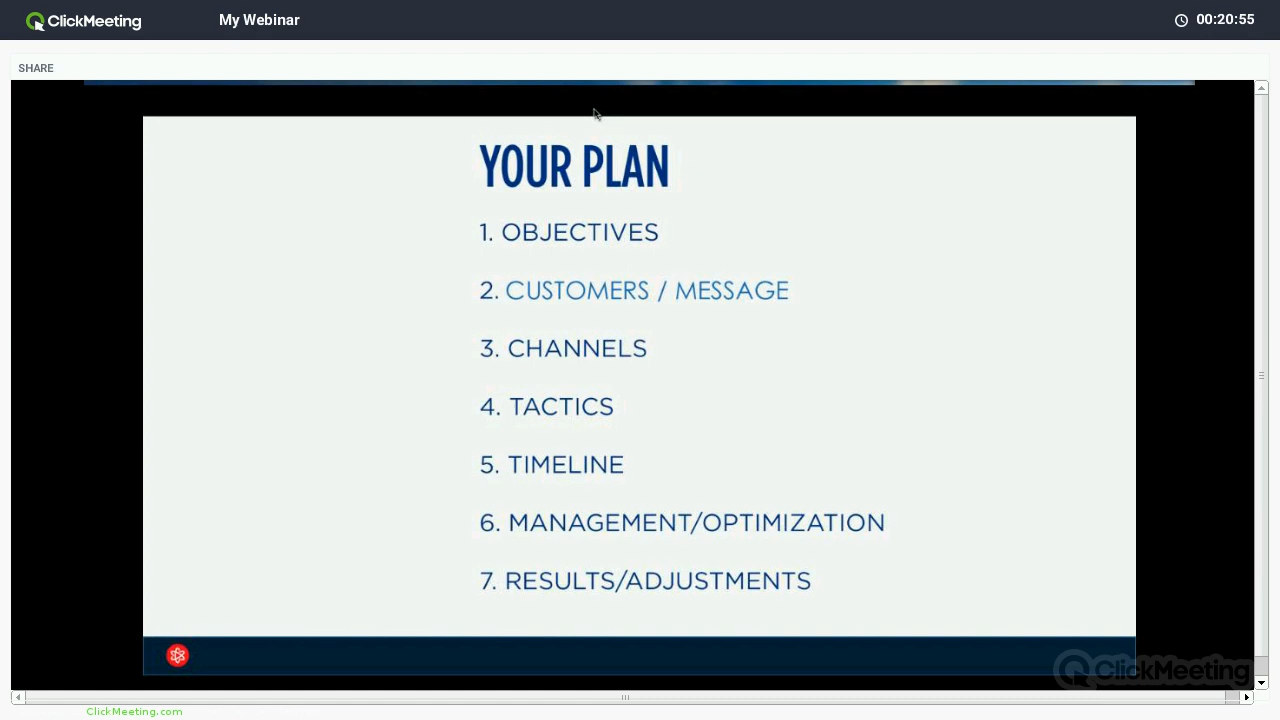 ClickMeeting My Webinar 00:20:55
SHARE
YOUR PLAN
1. OBJECTIVES
2. CUSTOMERS / MESSAGE
3. CHANNELS
4. TACTICS
5. TIMELINE
6. MANAGEMENT/OPTIMIZATION
7. RESULTS/ADJUSTMENTS
ClickMeeting
ClickMeeting.com